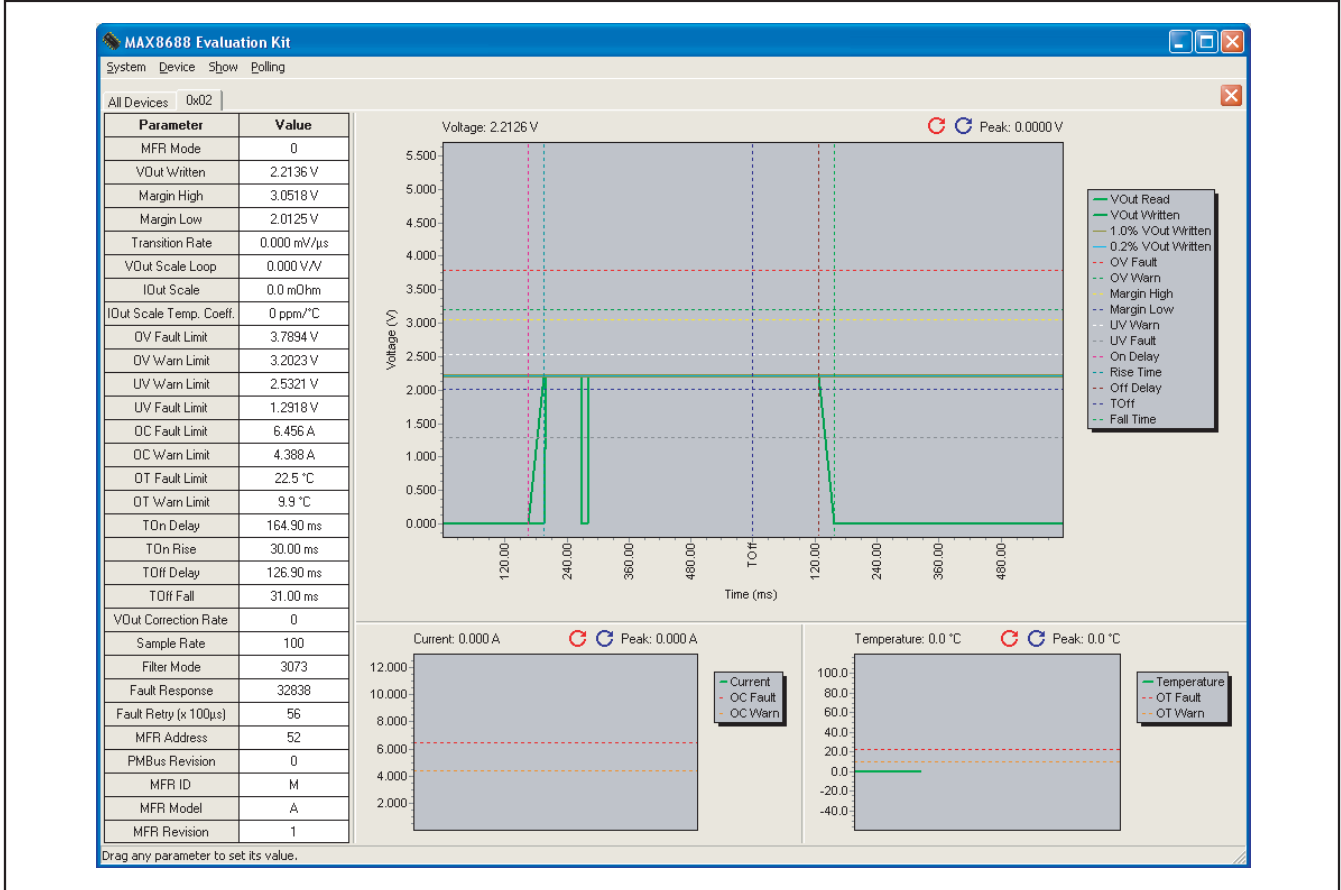 MAX8688 Evaluation Kit
System Device Show Polling
All Devices 0x02
Parameter Value
MFR Mode 0
VOut Written 2.2136 V
Margin High 3.0518 V
Margin Low 2.0125 V
Transition Rate 0.000 mV/µs
VOut Scale Loop 0.000 V/V
IOut Scale 0.0 mOhm
IOut Scale Temp. Coeff. 0 ppm/°C
OV Fault Limit 3.7894 V
OV Warn Limit 3.2023 V
UV Warn Limit 2.5321 V
UV Fault Limit 1.2918 V
OC Fault Limit 6.456 A
OC Warn Limit 4.388 A
OT Fault Limit 22.5 °C
OT Warn Limit 9.9 °C
TOn Delay 164.90 ms
TOn Rise 30.00 ms
TOff Delay 126.90 ms
TOff Fall 31.00 ms
VOut Correction Rate 0
Sample Rate 100
Filter Mode 3073
Fault Response 32838
Fault Retry (x 100µs) 56
MFR Address 52
PMBus Revision 0
MFR ID M
MFR Model A
MFR Revision 1
Voltage: 2.2126 V Peak: 0.0000 V
Voltage (V)
5.500
5.000
4.500
4.000
3.500
3.000
2.500
2.000
1.500
1.000
0.500
0.000
120.00 240.00 360.00 480.00 TOff 120.00 240.00 360.00 480.00
Time (ms)
VOut Read
VOut Written
1.0% VOut Written
0.2% VOut Written
OV Fault
OV Warn
Margin High
Margin Low
UV Warn
UV Fault
On Delay
Rise Time
Off Delay
TOff
Fall Time
Current: 0.000 A Peak: 0.000 A
12.000
10.000
8.000
6.000
4.000
2.000
Current
OC Fault
OC Warn
Temperature: 0.0 °C Peak: 0.0 °C
100.0
80.0
60.0
40.0
20.0
0.0
-20.0
-40.0
Temperature
OT Fault
OT Warn
Drag any parameter to set its value.